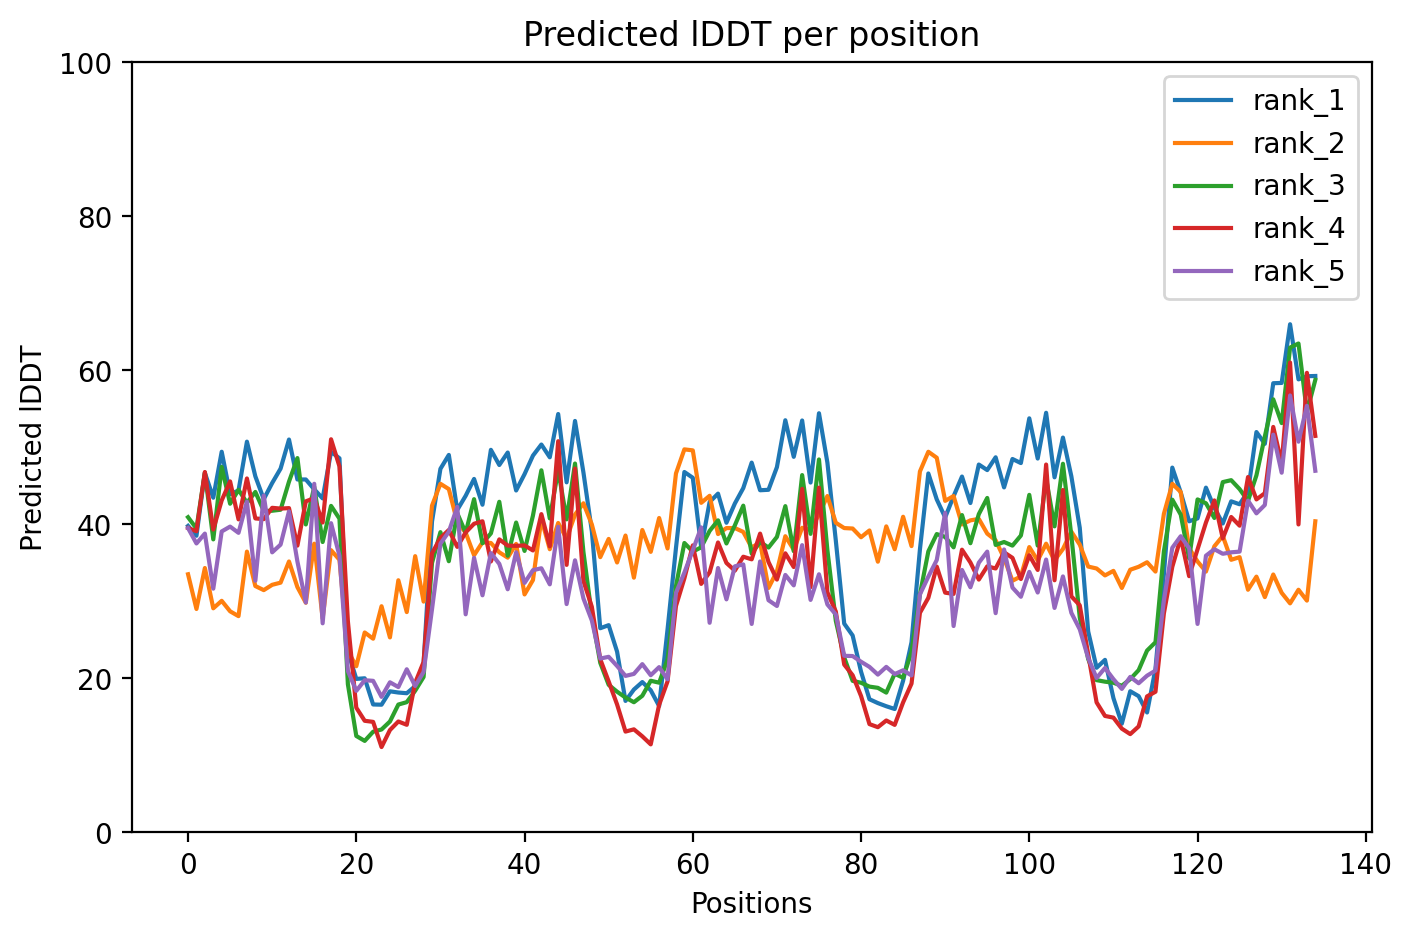 Predicted lDDT per position
100
80
60
40
20
0
Predicted lDDT
rank_1
rank_2
rank_3
rank_4
rank_5
0 20 40 60 80 100 120 140
Positions